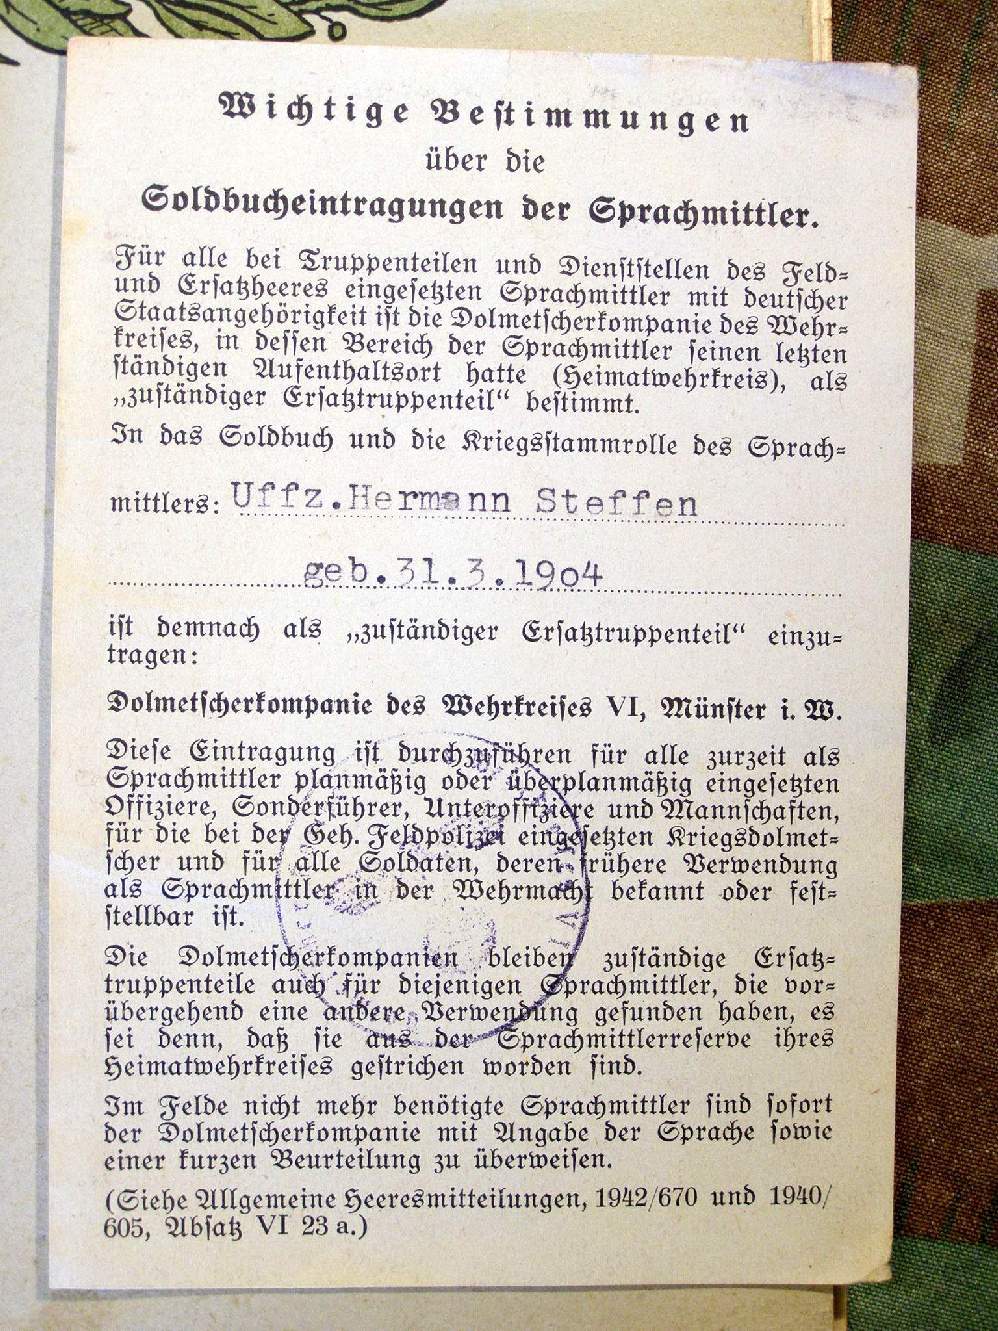 Wichtige Bestimmungen
über die
Soldbucheintragungen der Sprachmittler.
Für alle bei Truppenteilen und Dienststellen des Feld-
und Ersatzheeres eingesetzten Sprachmittler mit deutscher
Staatsangehörigkeit ist die Dolmetscherkompanie des Wehr-
kreises, in dessen Bereich der Sprachmittler seinen letzten
ständigen Aufenthaltsort hatte (Heimatwehrkreis), als
„zuständiger Ersatztruppenteil“ bestimmt.
In das Soldbuch und die Kriegsstammrolle des Sprach-
mittlers: Uffz.Hermann Steffen
geb.31.3.19o4
ist demnach als „zuständiger Ersatztruppenteil“ einzu-
tragen:
Dolmetscherkompanie des Wehrkreises VI, Münster i. W.
Diese Eintragung ist durchzuführen für alle zurzeit als
Sprachmittler planmäßig oder überplanmäßig eingesetzten
Offiziere, Sonderführer, Unteroffiziere und Mannschaften,
für die bei der Geh. Feldpolizei eingesetzten Kriegsdolmet-
scher und für alle Soldaten, deren frühere Verwendung
als Sprachmittler in der Wehrmacht bekannt oder fest-
stellbar ist.
Die Dolmetscherkompanien bleiben zuständige Ersatz-
truppenteile auch für diejenigen Sprachmittler, die vor-
übergehend eine andere Verwendung gefunden haben, es
sei denn, daß sie aus der Sprachmittlerreserve ihres
Heimatwehrkreises gestrichen worden sind.
Im Felde nicht mehr benötigte Sprachmittler sind sofort
der Dolmetscherkompanie mit Angabe der Sprache sowie
einer kurzen Beurteilung zu überweisen.
(Siehe Allgemeine Heeresmitteilungen, 1942/670 und 1940/
605, Absatz VI 23 a.)